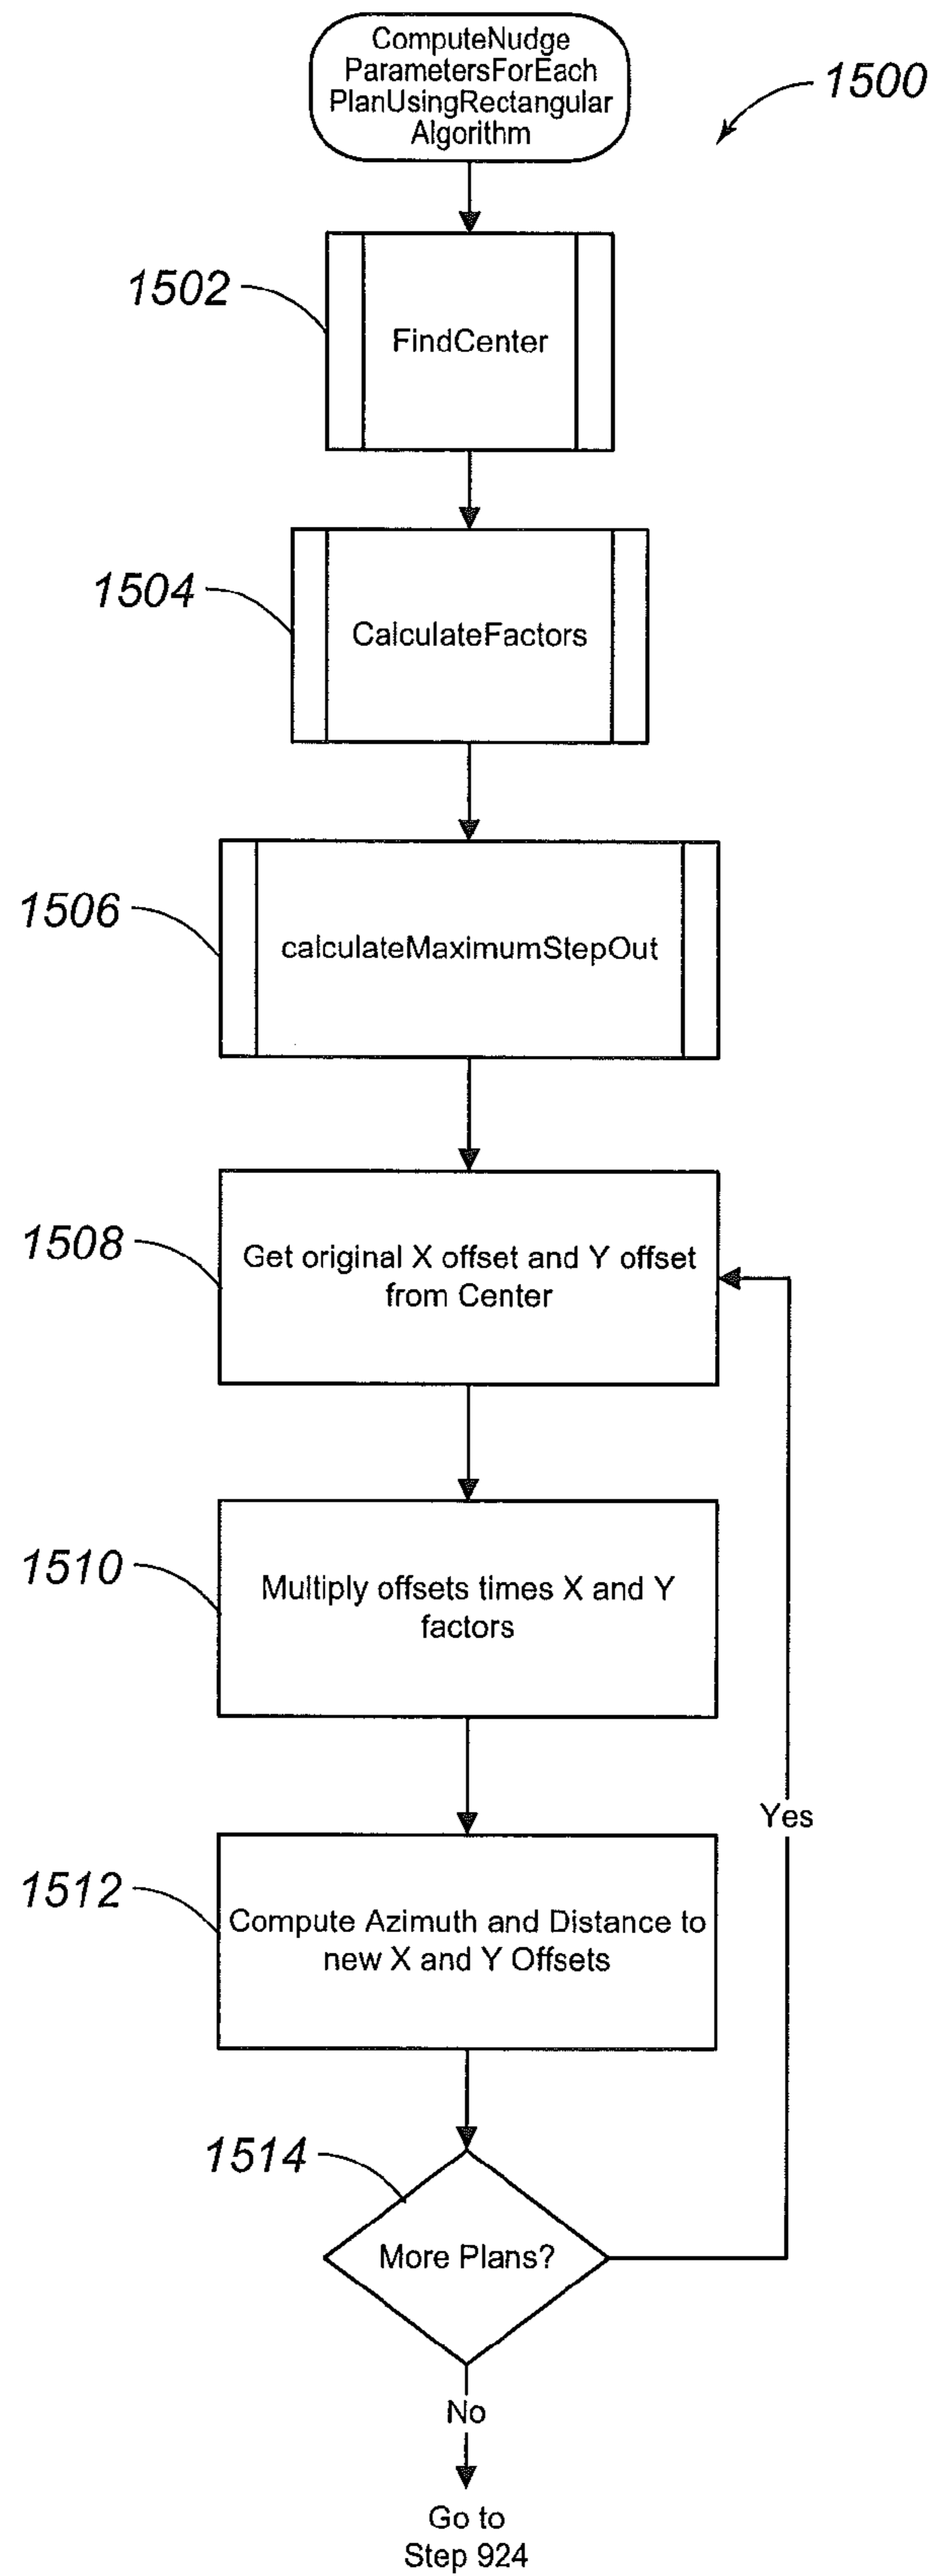 ComputeNudge
ParametersForEach
PlanUsingRectangular
Algorithm
1500
1502
FindCenter
1504
CalculateFactors
1506
calculateMaximumStepOut
1508
Get original X offset and Y offset
from Center
1510
Multiply offsets times X and Y
factors
Yes
1512
Compute Azimuth and Distance to
new X and Y Offsets
1514
More Plans?
No
Go to
Step 924